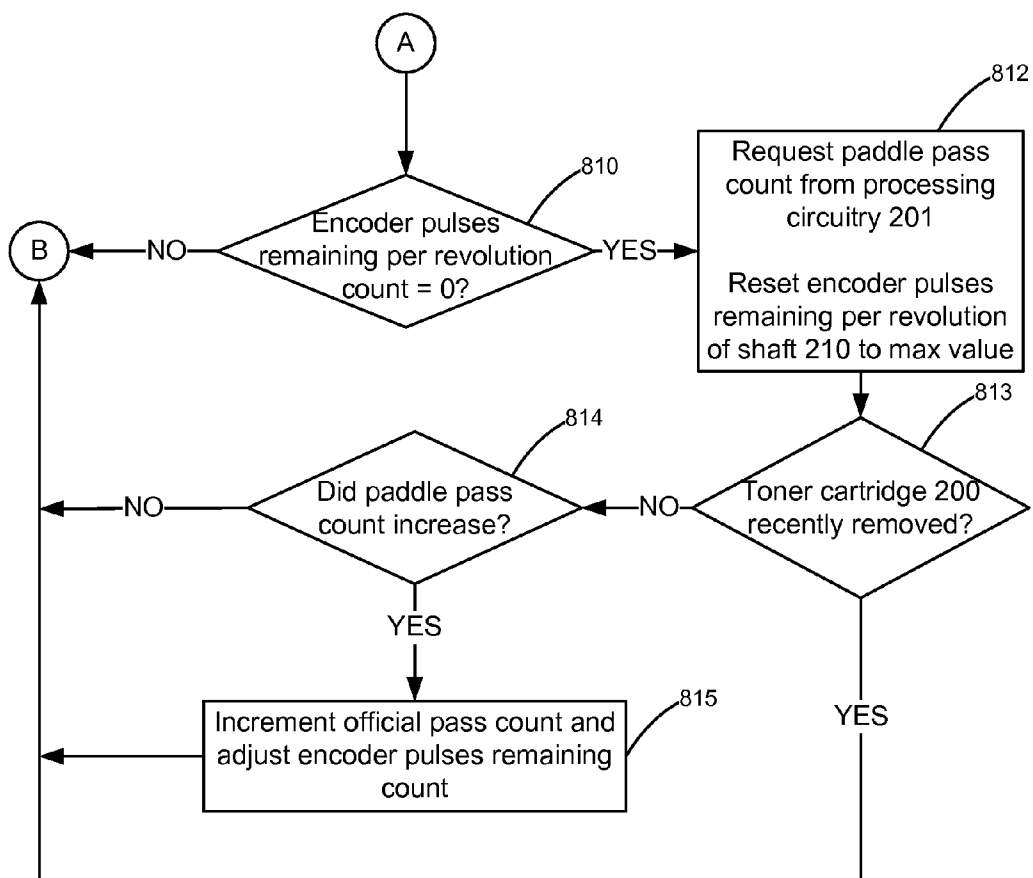 A
812
Request paddle pass
count from processing
circuitry 201
Reset encoder pulses
remaining per revolution
of shaft 210 to max value
810
Encoder pulses
remaining per revolution
count = 0?
B
NO
YES
813
Toner cartridge 200
recently removed?
814
Did paddle pass
count increase?
NO
NO
YES
YES
815
Increment official pass count and
adjust encoder pulses remaining
count